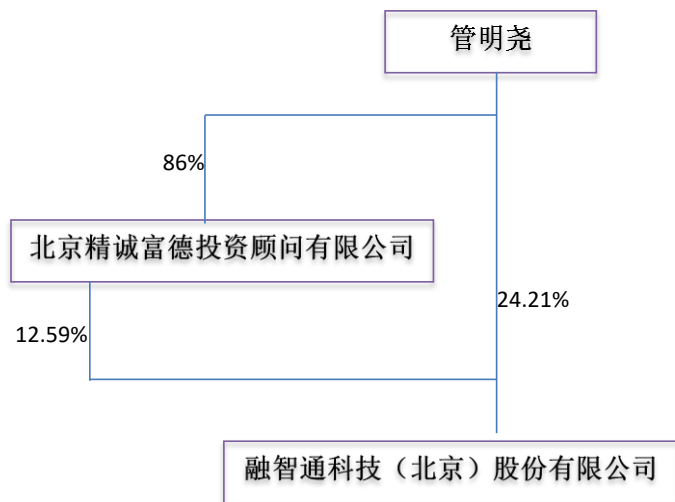 管明尧
86%
北京精诚富德投资顾问有限公司
24.21%
12.59%
融智通科技（北京）股份有限公司